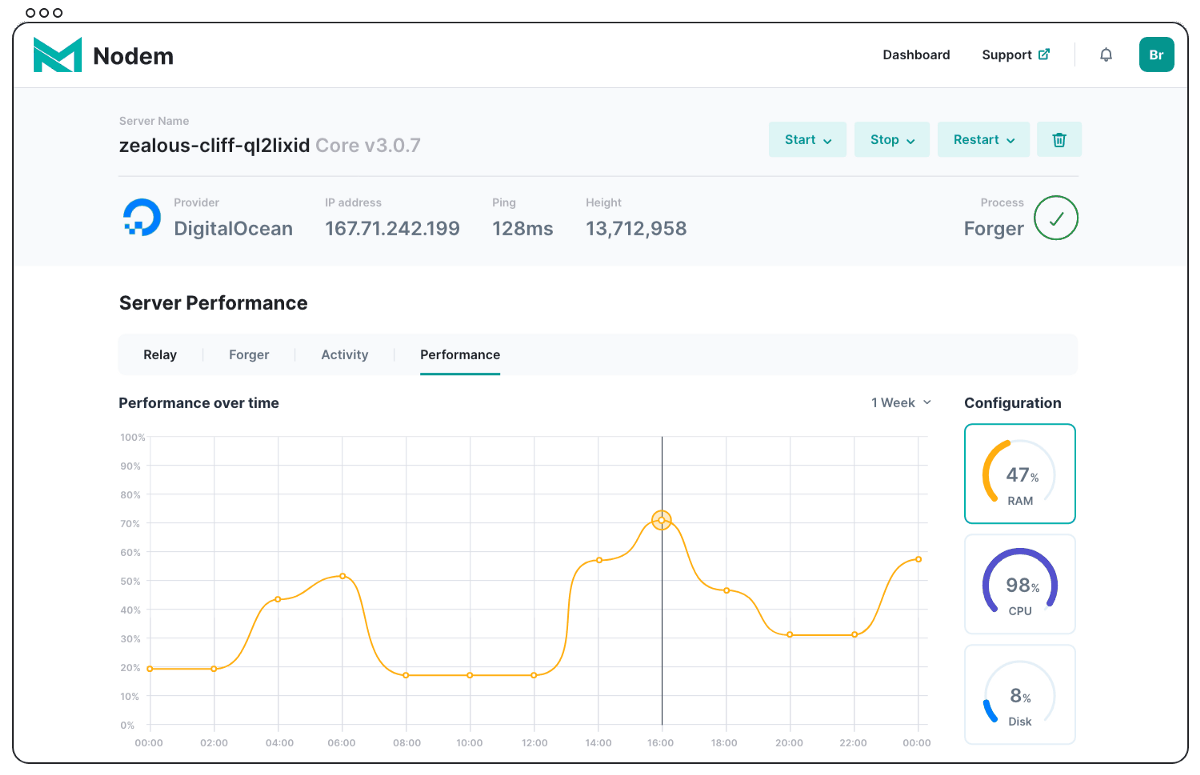 Nodem
Dashboard
Support
Br
Server Name
zealous-cliff-ql2lixid Core v3.0.7
Start
Stop
Restart
Provider
DigitalOcean
IP address
167.71.242.199
Ping
128ms
Height
13,712,958
Process
Forger
Server Performance
Relay
Forger
Activity
Performance
Performance over time
1 Week
Configuration
100%
90%
80%
70%
60%
50%
40%
30%
20%
10%
0%
00:00
02:00
04:00
06:00
08:00
10:00
12:00
14:00
16:00
18:00
20:00
22:00
00:00
47%
RAM
98%
CPU
8%
Disk